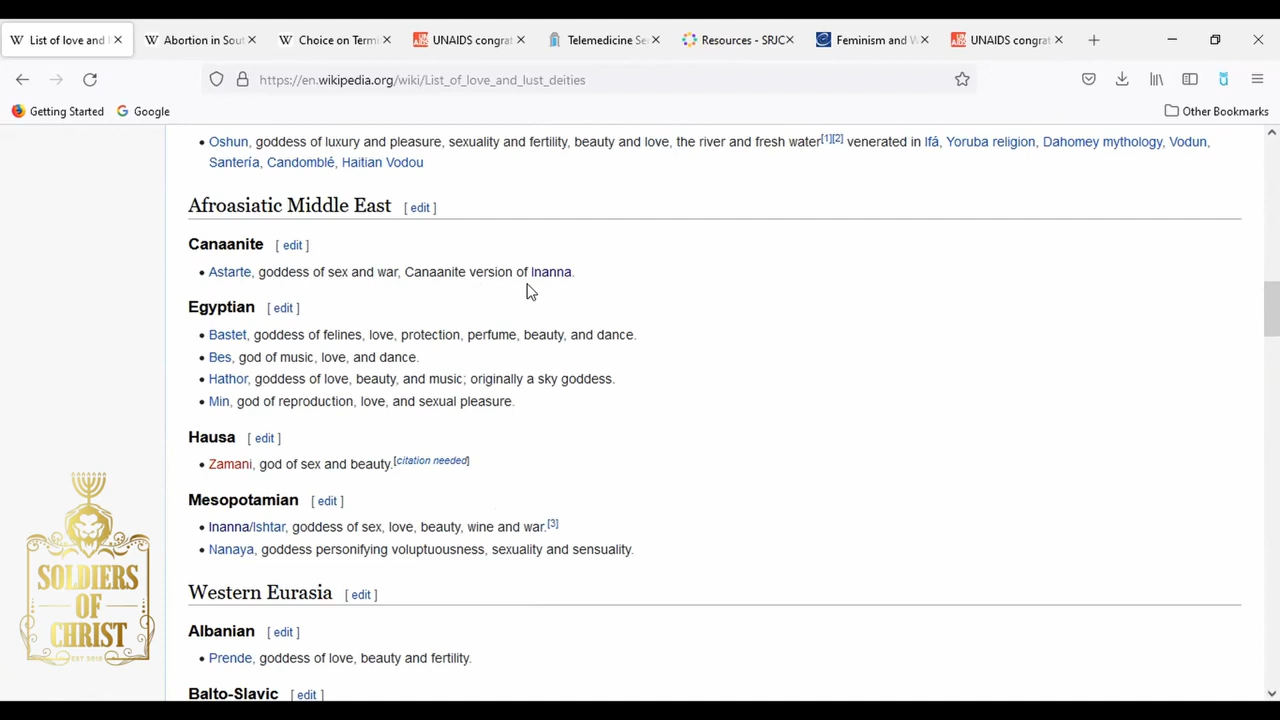 List of love and
Abortion in Sout
Choice on Termi
UNAIDS congrat
Telemedicine Se
Resources - SRJC
Feminism and W
UNAIDS congrat
https://en.wikipedia.org/wiki/List_of_love_and_lust_deities
Getting Started
Google
Other Bookmarks
• Oshun, goddess of luxury and pleasure, sexuality and fertility, beauty and love, the river and fresh water[1][2] venerated in Ifá, Yoruba religion, Dahomey mythology, Vodun,
Santería, Candomblé, Haitian Vodou
Afroasiatic Middle East [ edit ]
Canaanite [ edit ]
• Astarte, goddess of sex and war, Canaanite version of Inanna.
Egyptian [ edit ]
• Bastet, goddess of felines, love, protection, perfume, beauty, and dance.
• Bes, god of music, love, and dance.
• Hathor, goddess of love, beauty, and music; originally a sky goddess.
• Min, god of reproduction, love, and sexual pleasure.
Hausa [ edit ]
• Zamani, god of sex and beauty.[citation needed]
Mesopotamian [ edit ]
• Inanna/Ishtar, goddess of sex, love, beauty, wine and war.[3]
• Nanaya, goddess personifying voluptuousness, sexuality and sensuality.
Western Eurasia [ edit ]
Albanian [ edit ]
• Prende, goddess of love, beauty and fertility.
Balto-Slavic [ edit ]
SOLDIERS
OF
CHRIST